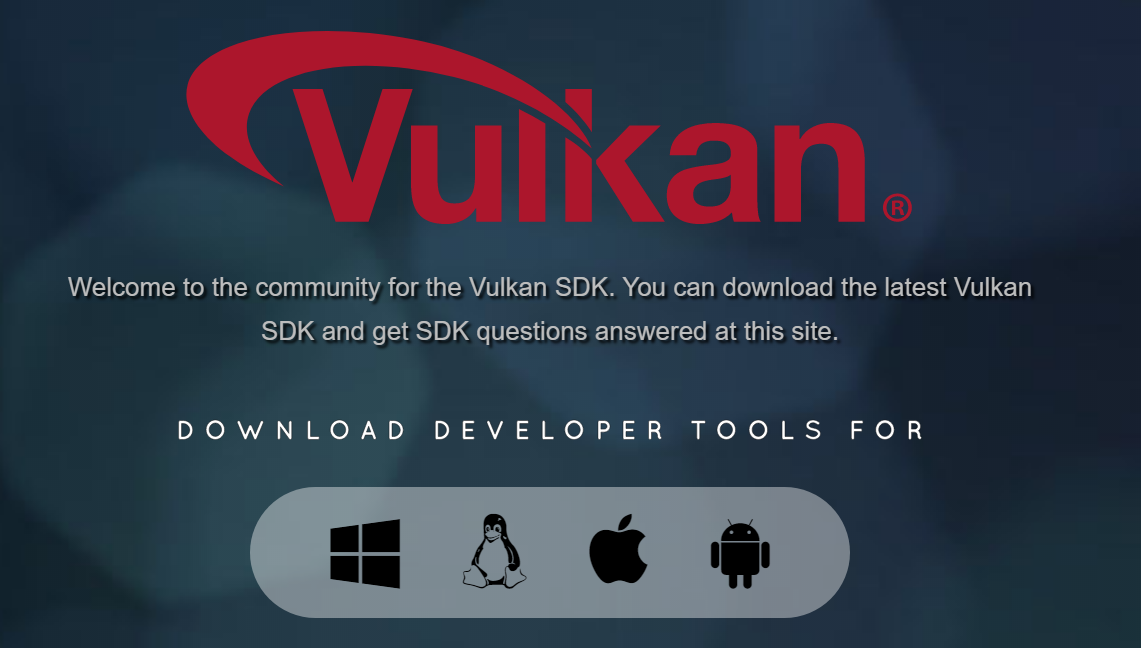 Vulkan®
Welcome to the community for the Vulkan SDK. You can download the latest Vulkan
SDK and get SDK questions answered at this site.
DOWNLOAD DEVELOPER TOOLS FOR